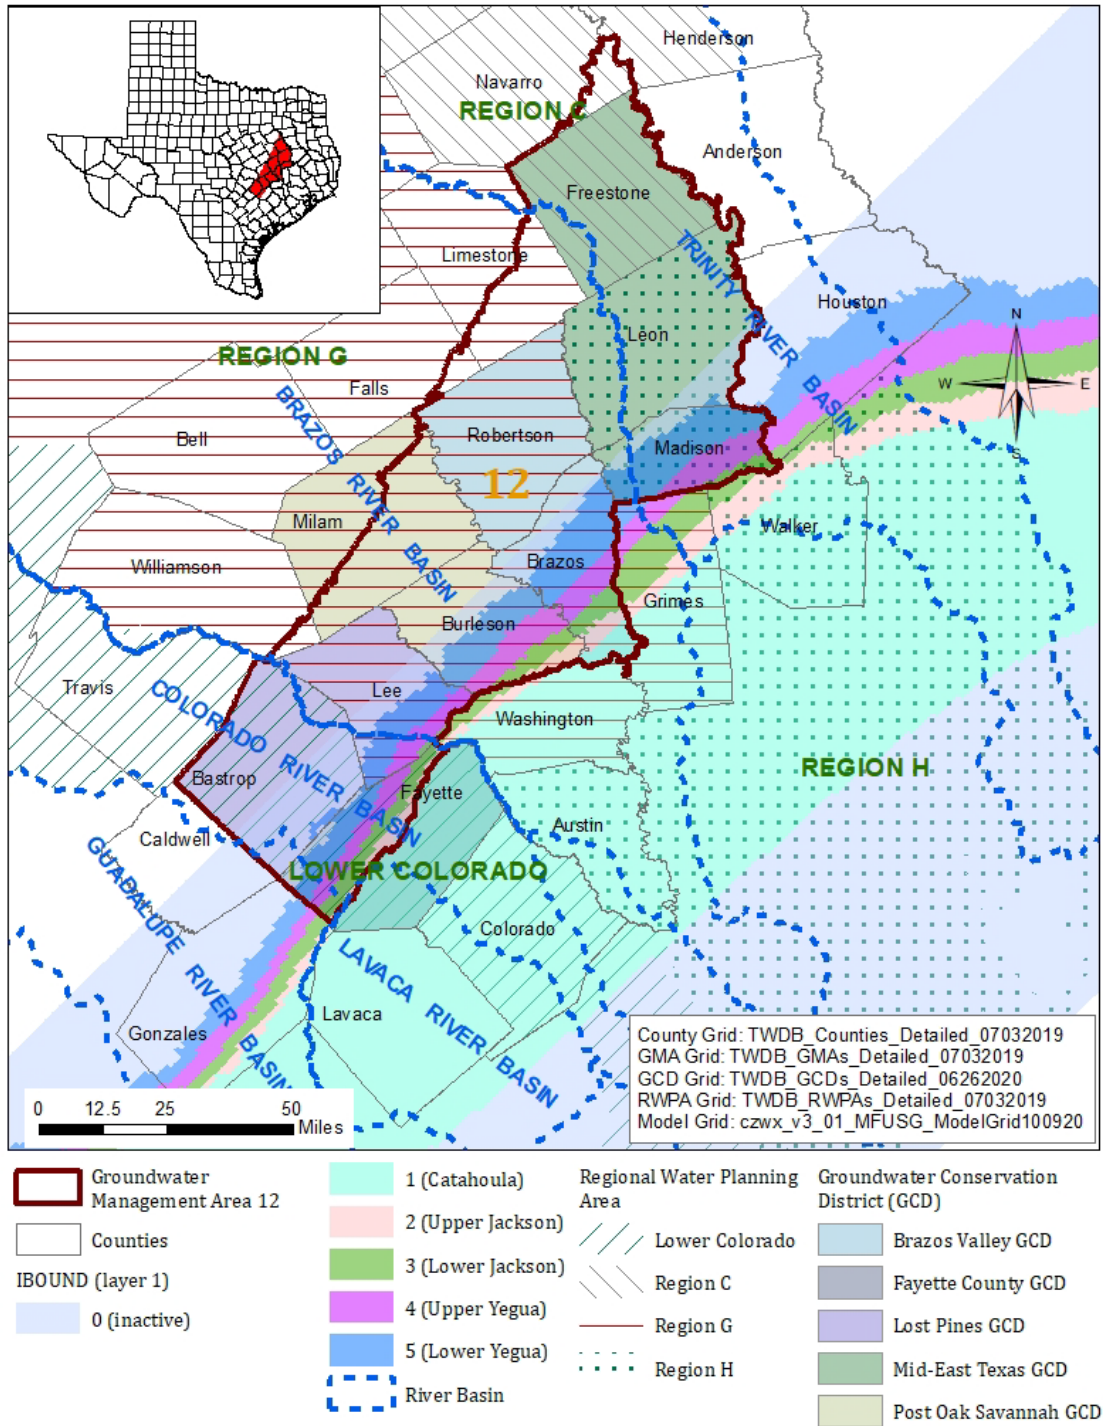 Henderson
Navarro
REGION C
Anderson
Freestone
TRINITY RIVER BASIN
Limestone
Houston
Leon
N
W
E
S
REGION G
Falls
BRAZOS RIVER BASIN
Bell
Robertson
Madison
12
Milam
Walker
Williamson
Brazos
Grimes
Burleson
Travis
COLORADO RIVER BASIN
Lee
Washington
REGION H
Bastrop
Fayette
Austin
Caldwell
GUADALUPE RIVER BASIN
LOWER COLORADO
Colorado
LAVACA RIVER BASIN
Lavaca
Gonzales
County Grid: TWDB_Counties_Detailed_07032019
GMA Grid: TWDB_GMAs_Detailed_07032019
GCD Grid: TWDB_GCDs_Detailed_06262020
RWPA Grid: TWDB_RWPAs_Detailed_07032019
Model Grid: czwx_v3_01_MFUSG_ModelGrid100920
0 12.5 25 50
Miles
Groundwater
Management Area 12
Counties
IBOUND (layer 1)
0 (inactive)
1 (Catahoula)
2 (Upper Jackson)
3 (Lower Jackson)
4 (Upper Yegua)
5 (Lower Yegua)
River Basin
Regional Water Planning
Area
Lower Colorado
Region C
Region G
Region H
Groundwater Conservation
District (GCD)
Brazos Valley GCD
Fayette County GCD
Lost Pines GCD
Mid-East Texas GCD
Post Oak Savannah GCD